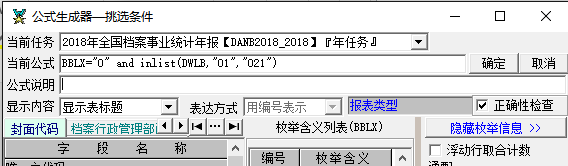 公式生成器—挑选条件
当前任务 2018年全国档案事业统计年报【DANB2018_2018】『年任务』
当前公式 BBLX="0" and inlist(DWLB,"01","021") 确定 取消
公式说明
显示内容 显示表标题 表达方式 用编号表示 报表类型 正确性检查
封面代码 档案行政管理部 枚举含义列表(BBLX) 隐藏枚举信息 >>
字 段 名 称 编号 枚举含义 浮动行取合计数